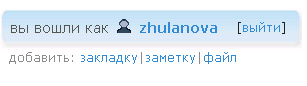 вы вошли как zhulanova [выйти]
добавить: закладку|заметку|файл